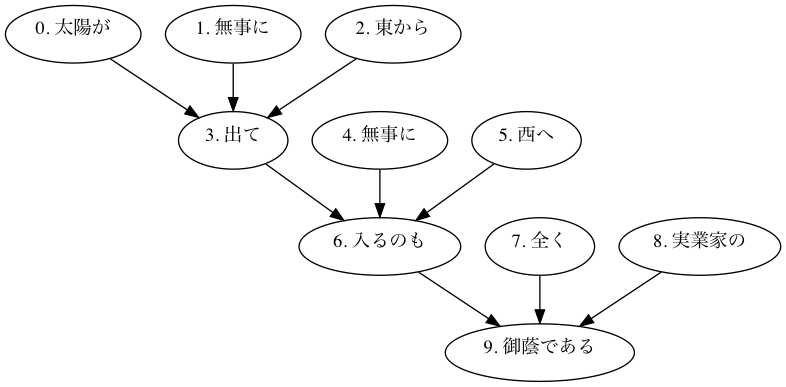 0. 太陽が
1. 無事に
2. 東から
3. 出て
4. 無事に
5. 西へ
6. 入るのも
7. 全く
8. 実業家の
9. 御蔭である